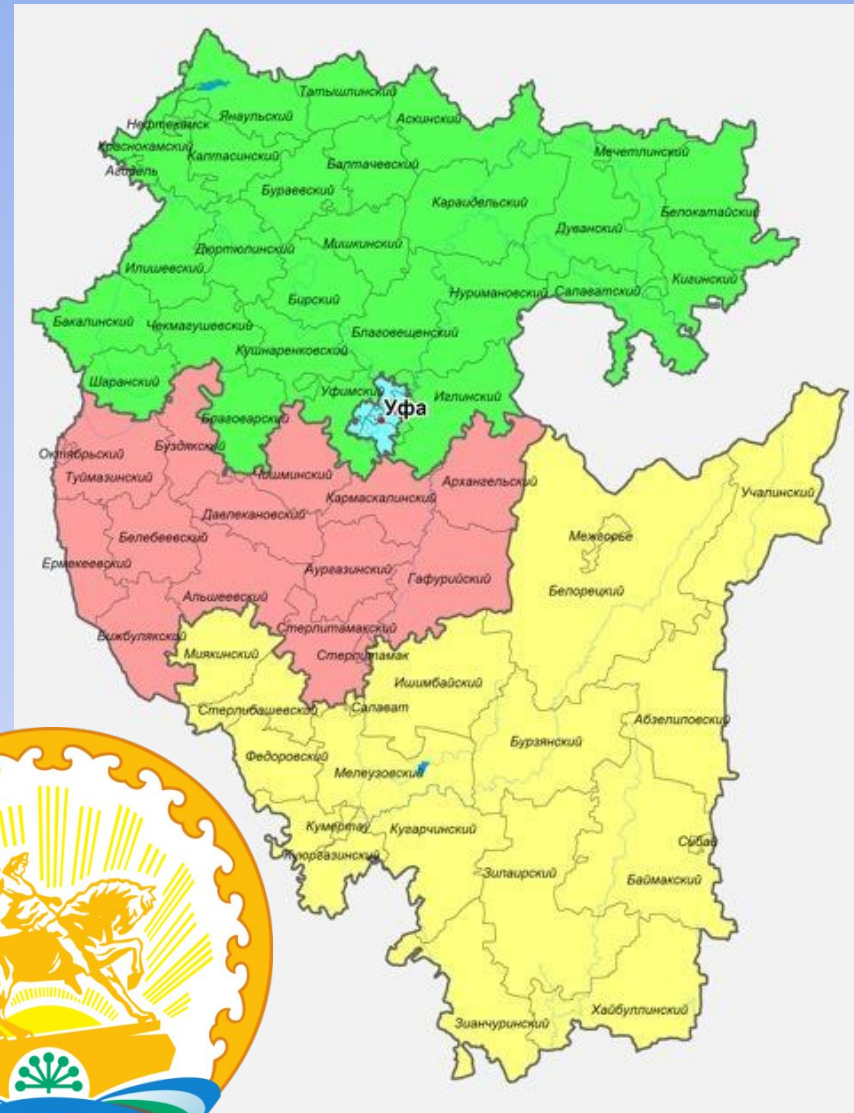 Татышлинский
Янаульский
Аскинский
Нефтекамск
Краснокамский
Мечетлинский
Калтасинский
Балтачевский
Агидель
Бураевский
Караидельский
Белокатайский
Дуванский
Мишкинский
Дюртюлинский
Илишевский
Кигинский
Нуримановский
Салаватский
Бирский
Бакалинский
Чекмагушевский
Благовещенский
Кушнаренковский
Шаранский
Уфимский
Иглинский
Уфа
Благоварский
Буздякский
Октябрьский
Чишминский
Туймазинский
Архангельский
Учалинский
Кармаскалинский
Давлекановский
Белебеевский
Межгорье
Ермекеевский
Аургазинский
Гафурийский
Белорецкий
Альшеевский
Стерлитамакский
Бижбулякский
Миякинский
Стерлитамак
Ишимбайский
Салават
Стерлибашевский
Абзелиловский
Бурзянский
Федоровский
Мелеузовский
Кумертау
Кугарчинский
Сибай
Куюргазинский
Зилаирский
Баймакский
Хайбуллинский
Зианчуринский